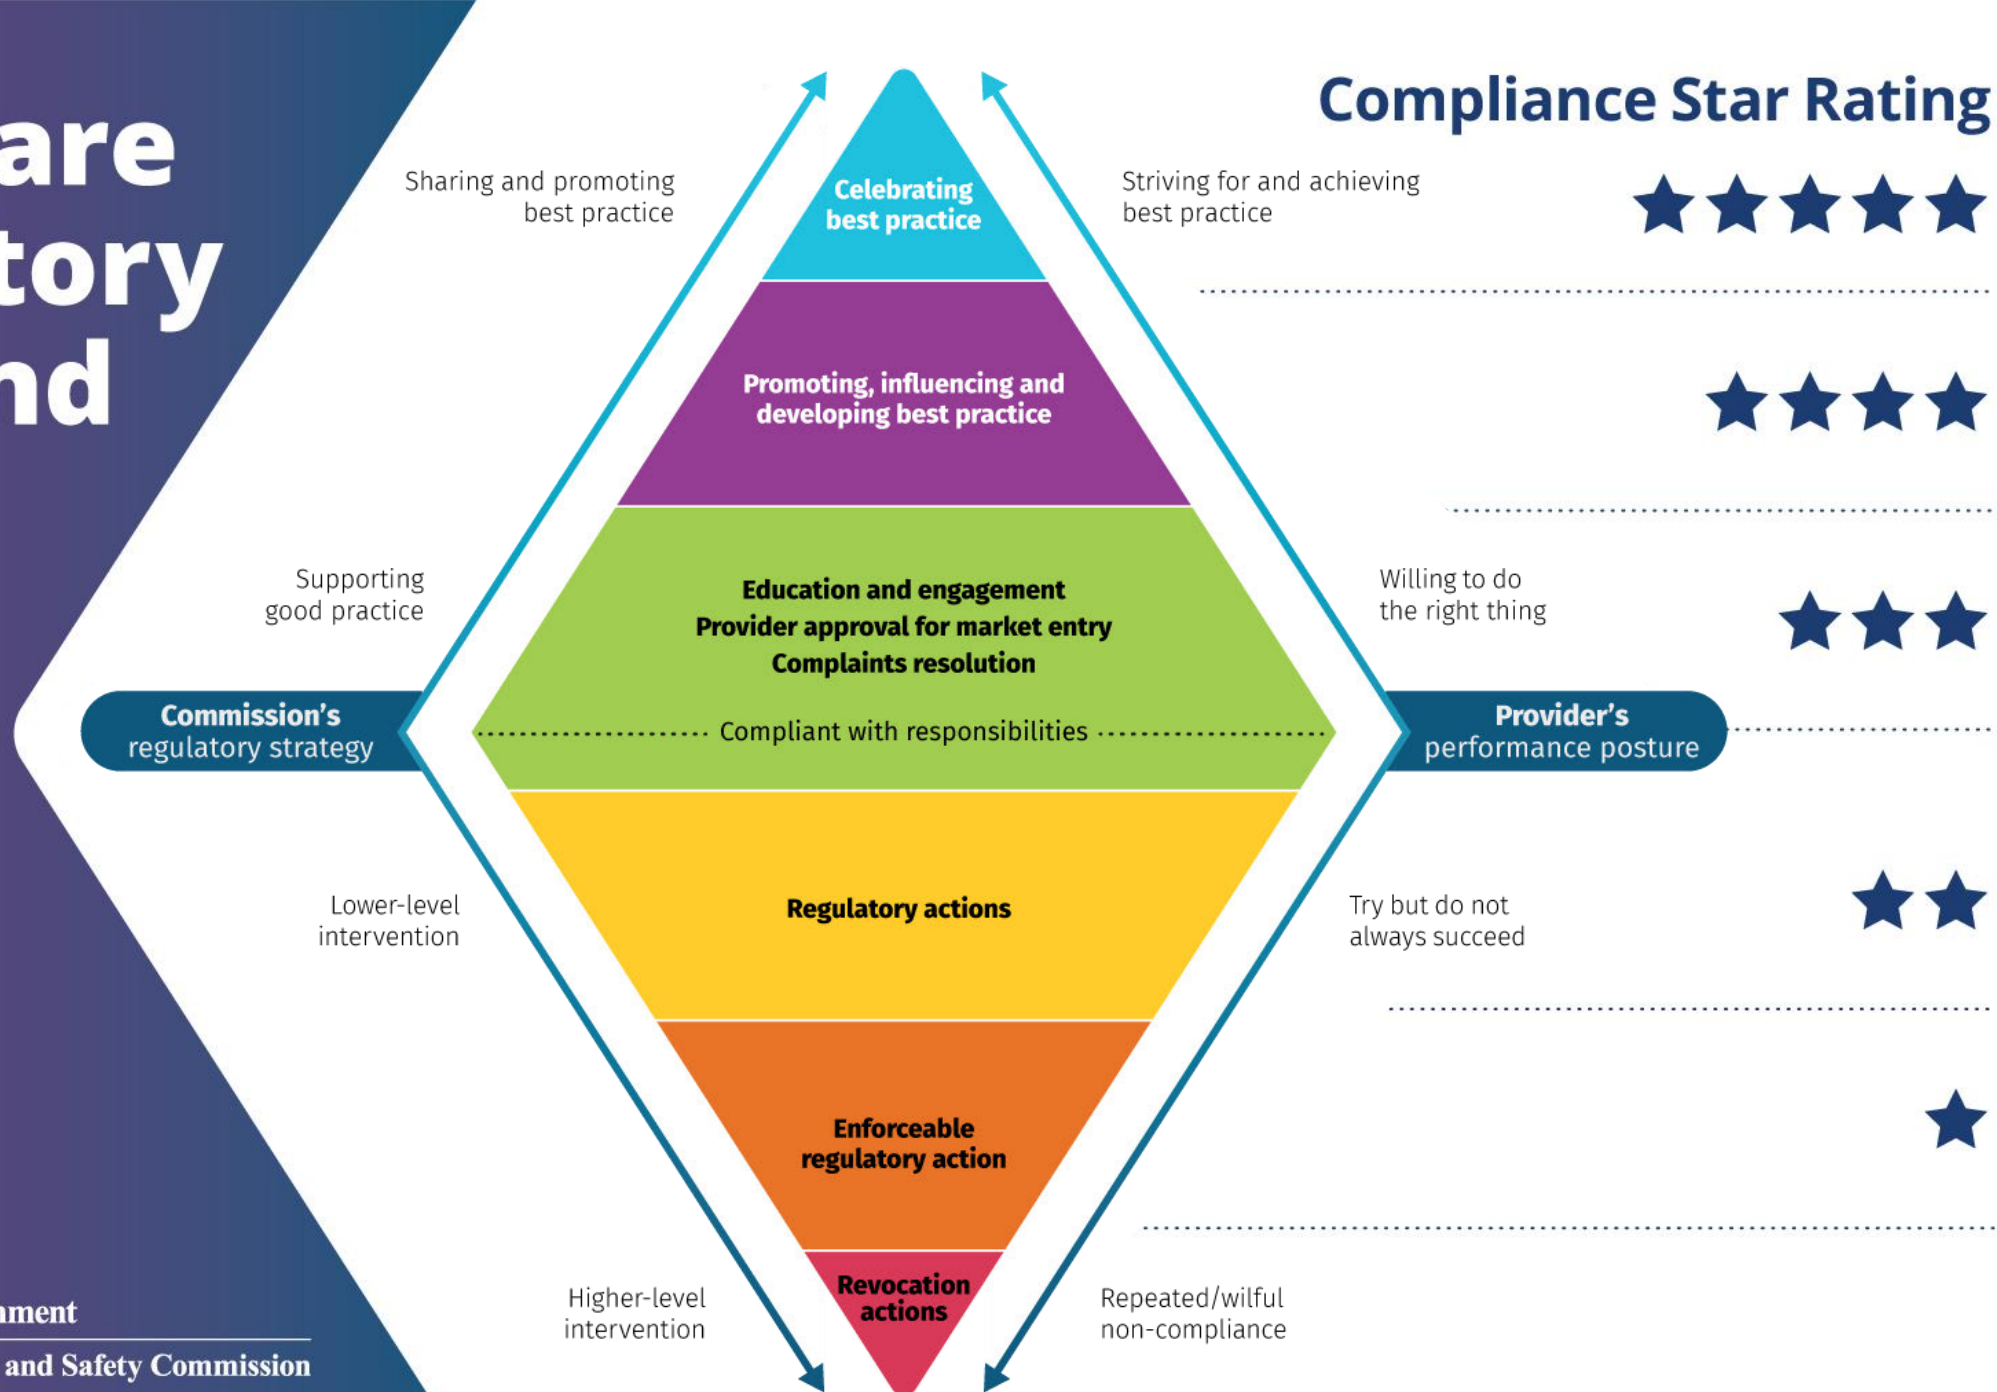 are
tory
nd
Compliance Star Rating
Sharing and promoting
best practice
Celebrating
best practice
Striving for and achieving
best practice
Promoting, influencing and
developing best practice
Supporting
good practice
Education and engagement
Provider approval for market entry
Complaints resolution
Willing to do
the right thing
Commission's
regulatory strategy
Compliant with responsibilities
Provider's
performance posture
Lower-level
intervention
Regulatory actions
Try but do not
always succeed
Enforceable
regulatory action
Higher-level
intervention
Revocation
actions
Repeated/wilful
non-compliance
nment
and Safety Commission